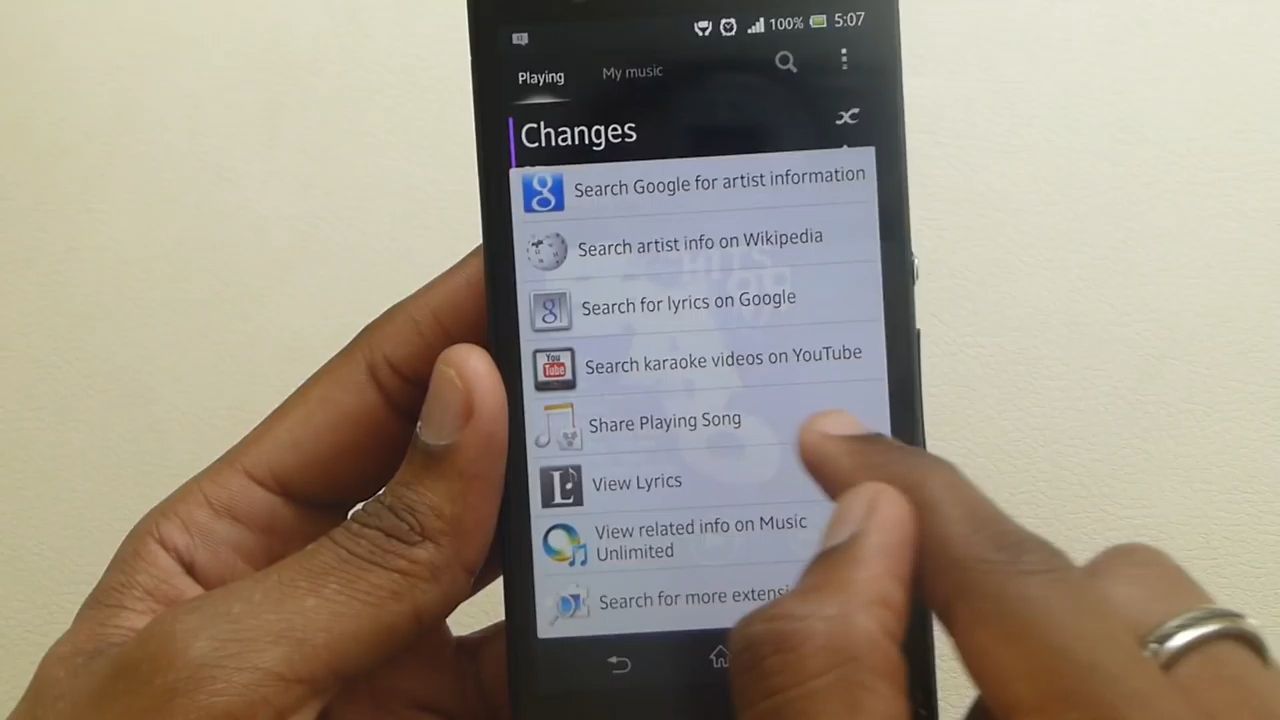 100% 5:07
Playing My music
Changes
Search Google for artist information
Search artist info on Wikipedia
Search for lyrics on Google
You
Tube
Search karaoke videos on YouTube
Share Playing Song
L
View Lyrics
View related info on Music
Unlimited
Search for more extensi